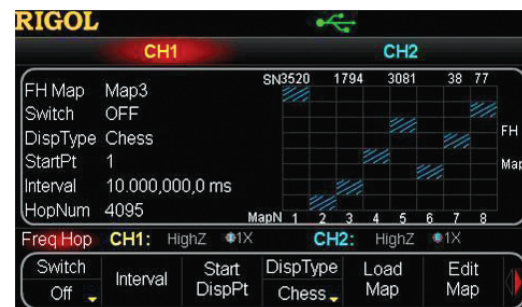 RIGOL
CH1 CH2
FH Map Map3
Switch OFF
DispType Chess
StartPt 1
Interval 10.000,000,0 ms
HopNum 4095
SN3520 1794 3081 38 77
FH
Map
MapN 1 2 3 4 5 6 7 8
Freq Hop CH1: HighZ 1X CH2: HighZ 1X
Switch Off
Interval
Start DispPt
DispType Chess
Load Map
Edit Map